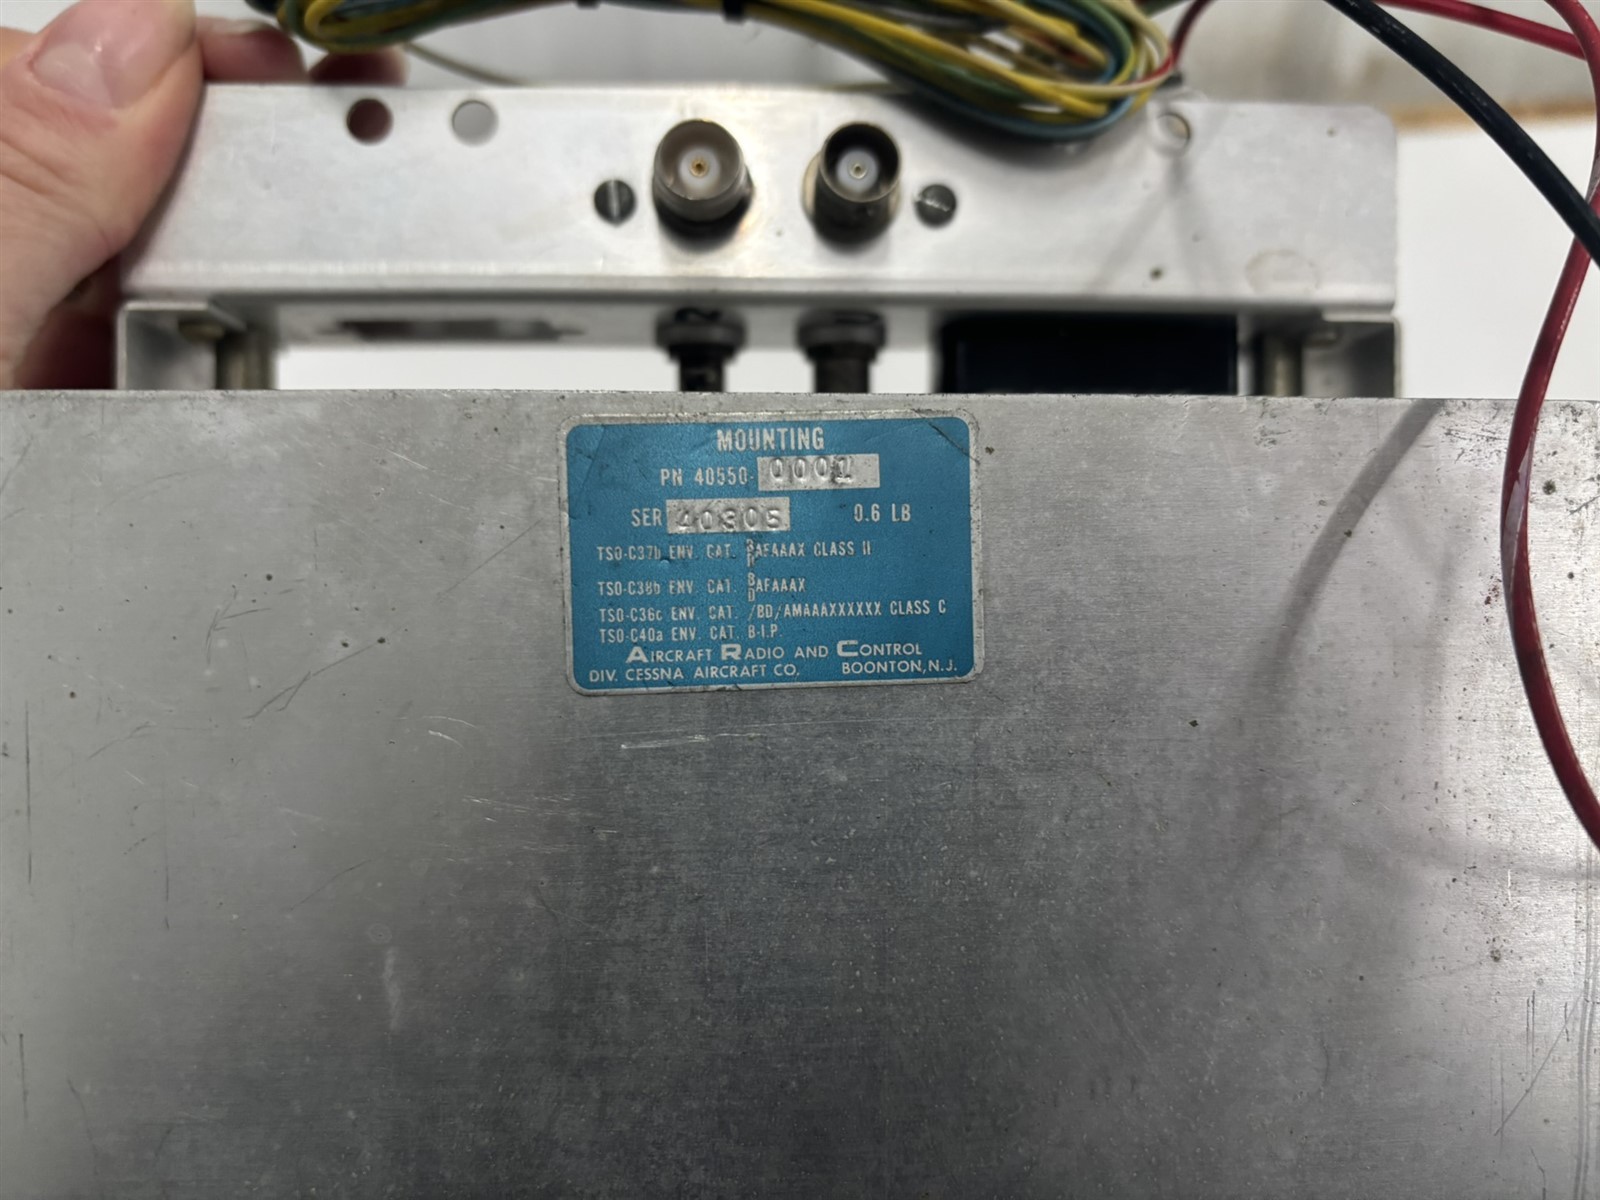 MOUNTING
PN 40550-0001
SER 40305 0.6 LB
TSO-C37b ENV. CAT. B/D AFAAAX CLASS II
TSO-C38b ENV. CAT. B/D AFAAAX
TSO-C36c ENV. CAT. /BD/AMAAAXXXXXX CLASS C
TSO-C40a ENV. CAT. B-I.P.
AIRCRAFT RADIO AND CONTROL
DIV. CESSNA AIRCRAFT CO. BOONTON, N.J.